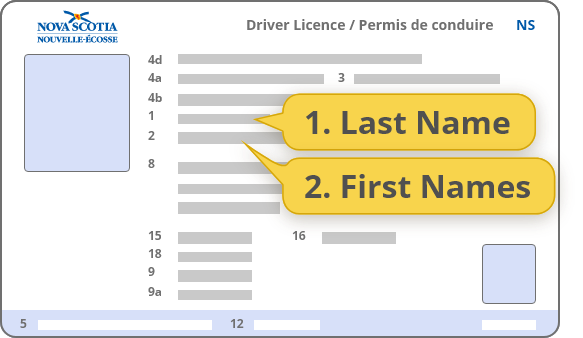 NOVA SCOTIA
NOUVELLE-ÉCOSSE
Driver Licence / Permis de conduire NS
4d
4a 3
4b
1
1. Last Name
2
2. First Names
8
15 16
18
9
9a
5 12